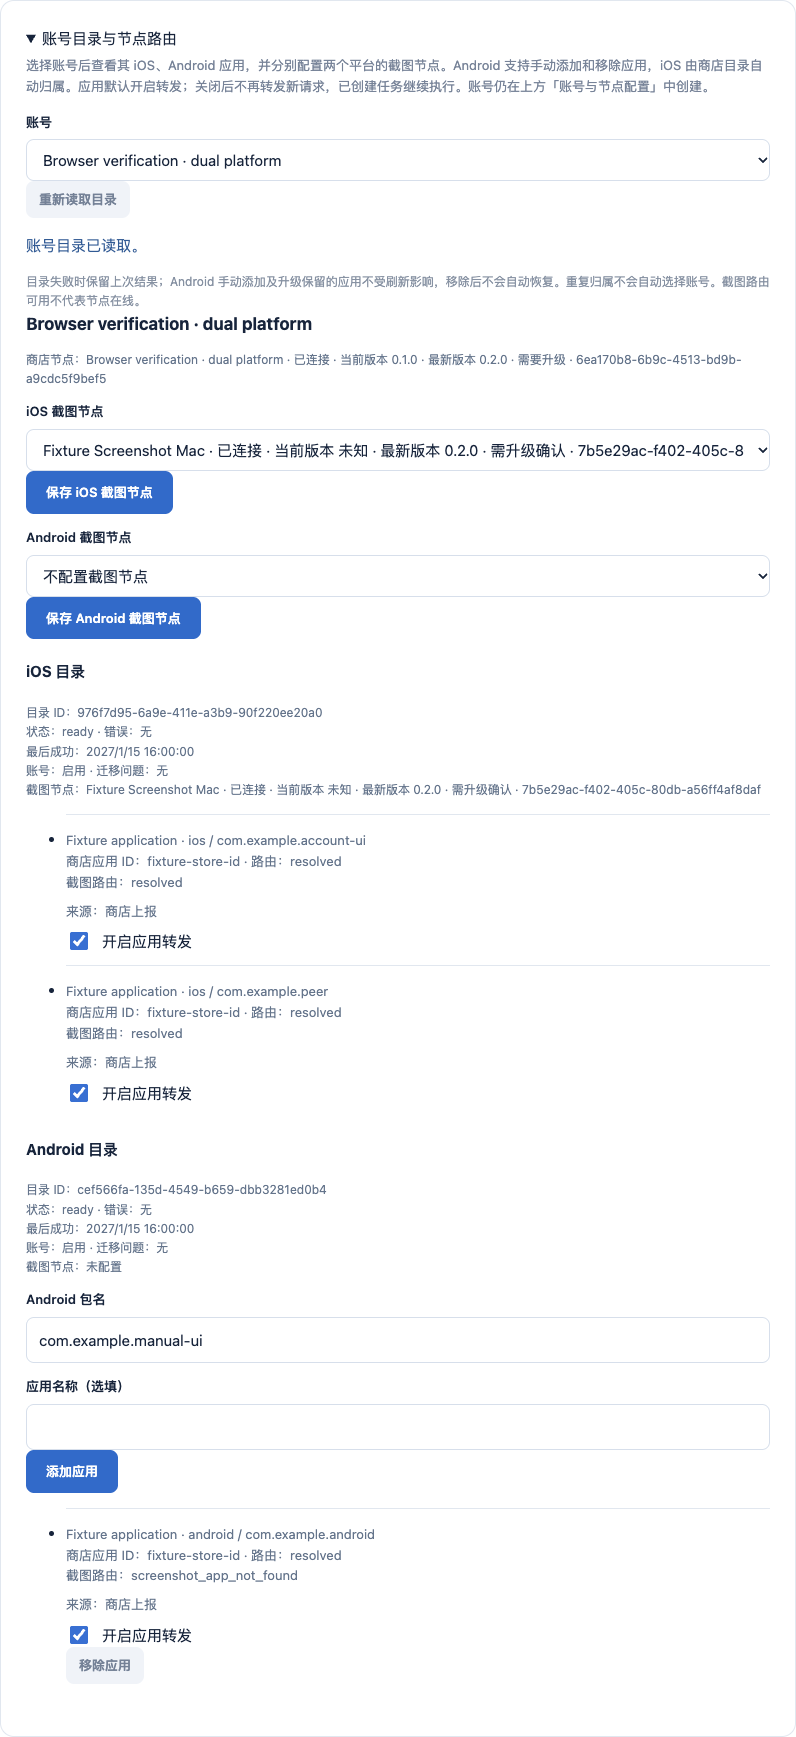 ▼ 账号目录与节点路由
选择账号后查看其 iOS、Android 应用，并分别配置两个平台的截图节点。Android 支持手动添加和移除应用，iOS 由商店目录自
动归属。应用默认开启转发；关闭后不再转发新请求，已创建任务继续执行。账号仍在上方「账号与节点配置」中创建。
账号
Browser verification · dual platform
重新读取目录
账号目录已读取。
目录失败时保留上次结果；Android 手动添加及升级保留的应用不受刷新影响，移除后不会自动恢复。重复归属不会自动选择账号。截图路由
可用不代表节点在线。
Browser verification · dual platform
商店节点：Browser verification · dual platform · 已连接 · 当前版本 0.1.0 · 最新版本 0.2.0 · 需要升级 · 6ea170b8-6b9c-4513-bd9b-
a9cdc5f9bef5
iOS 截图节点
Fixture Screenshot Mac · 已连接 · 当前版本 未知 · 最新版本 0.2.0 · 需升级确认 · 7b5e29ac-f402-405c-8
保存 iOS 截图节点
Android 截图节点
不配置截图节点
保存 Android 截图节点
iOS 目录
目录 ID：976f7d95-6a9e-411e-a3b9-90f220ee20a0
状态：ready · 错误：无
最后成功：2027/1/15 16:00:00
账号：启用 · 迁移问题：无
截图节点：Fixture Screenshot Mac · 已连接 · 当前版本 未知 · 最新版本 0.2.0 · 需升级确认 · 7b5e29ac-f402-405c-80db-a56ff4af8daf
• Fixture application · ios / com.example.account-ui
商店应用 ID：fixture-store-id · 路由：resolved
截图路由：resolved
来源：商店上报
开启应用转发
• Fixture application · ios / com.example.peer
商店应用 ID：fixture-store-id · 路由：resolved
截图路由：resolved
来源：商店上报
开启应用转发
Android 目录
目录 ID：cef566fa-135d-4549-b659-dbb3281ed0b4
状态：ready · 错误：无
最后成功：2027/1/15 16:00:00
账号：启用 · 迁移问题：无
截图节点：未配置
Android 包名
com.example.manual-ui
应用名称（选填）
添加应用
• Fixture application · android / com.example.android
商店应用 ID：fixture-store-id · 路由：resolved
截图路由：screenshot_app_not_found
来源：商店上报
开启应用转发
移除应用